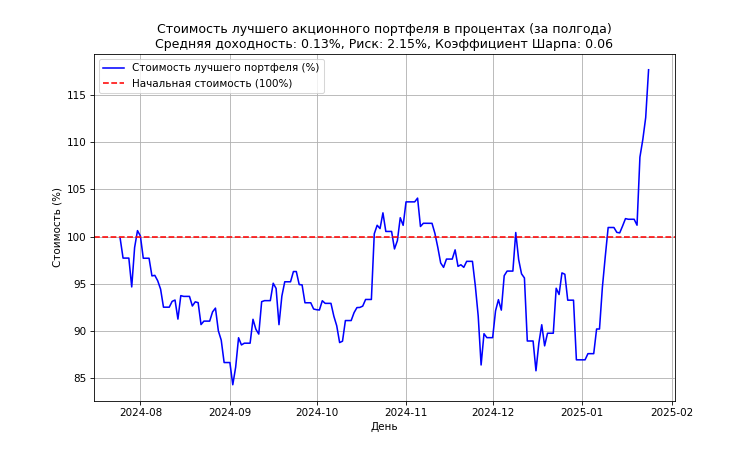 Стоимость лучшего акционного портфеля в процентах (за полгода)
Средняя доходность: 0.13%, Риск: 2.15%, Коэффициент Шарпа: 0.06
Стоимость лучшего портфеля (%)
Начальная стоимость (100%)
Стоимость (%)
115
110
105
100
95
90
85
2024-08
2024-09
2024-10
2024-11
2024-12
2025-01
2025-02
День